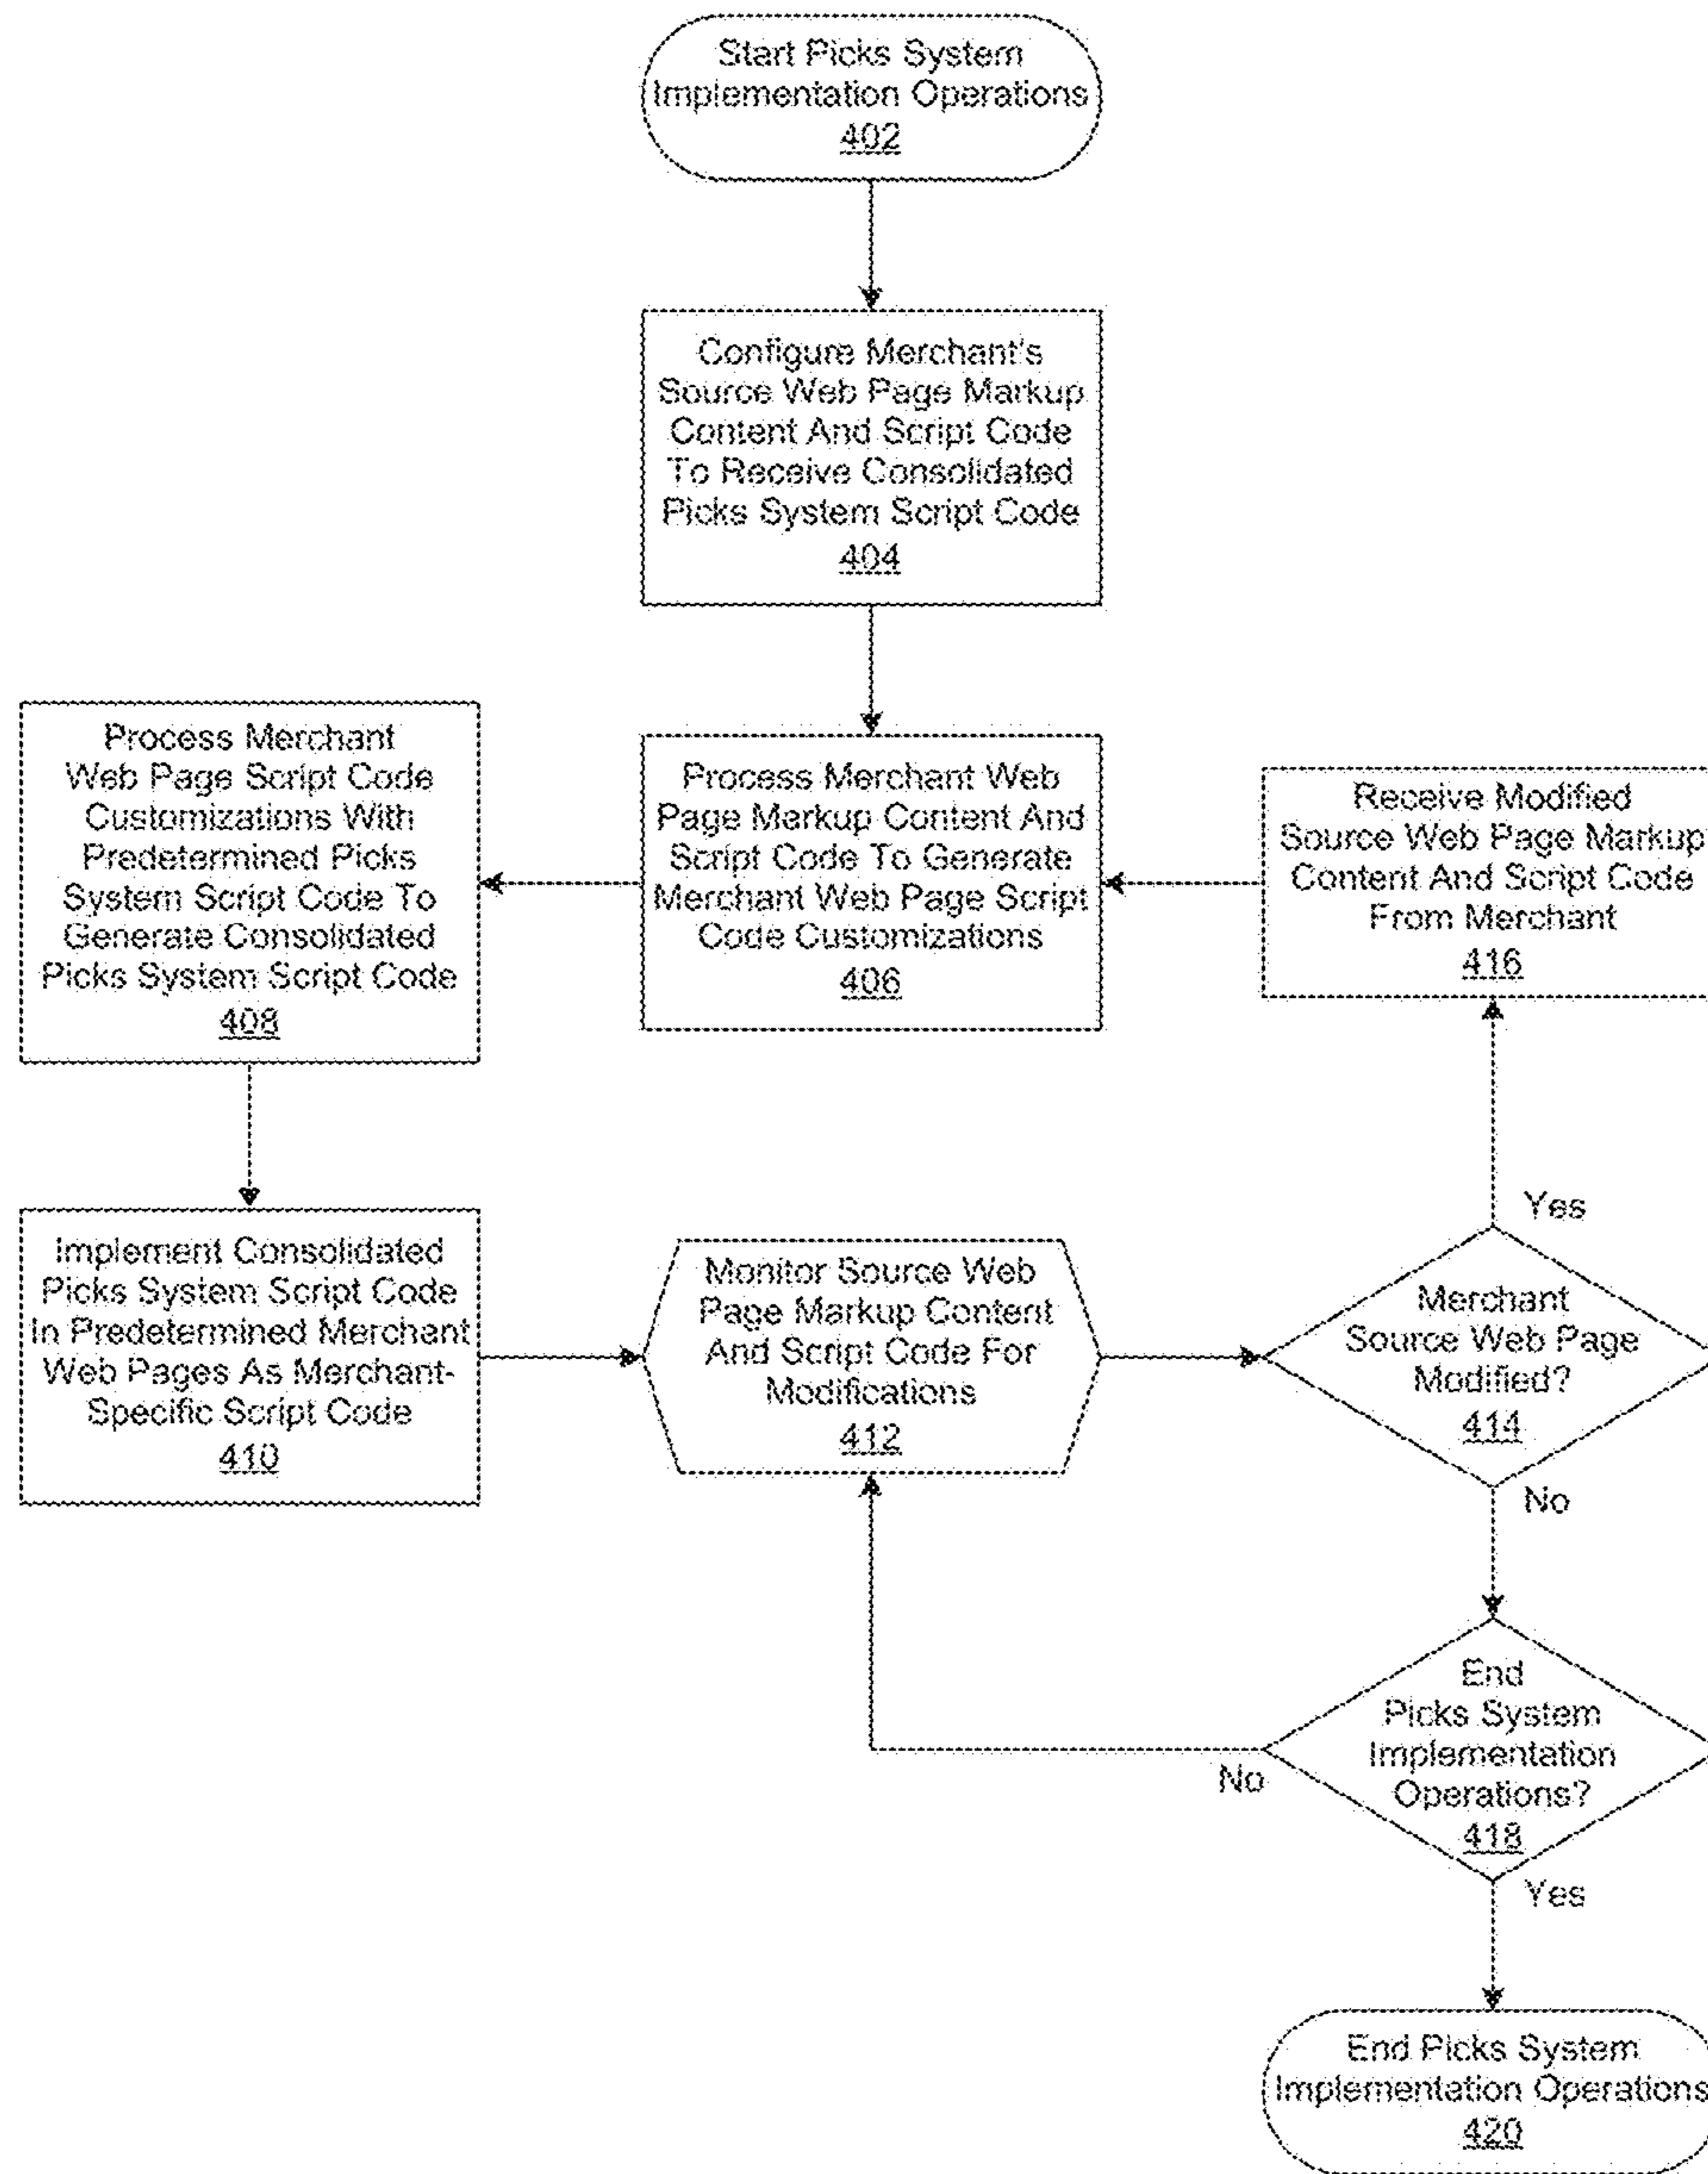 Start Picks System
Implementation Operations
402
Configure Merchant's
Source Web Page Markup
Content And Script Code
To Receive Consolidated
Picks System Script Code
404
Process Merchant
Web Page Script Code
Customizations With
Predetermined Picks
System Script Code To
Generate Consolidated
Picks System Script Code
408
Process Merchant Web
Page Markup Content And
Script Code To Generate
Merchant Web Page Script
Code Customizations
406
Receive Modified
Source Web Page Markup
Content And Script Code
From Merchant
416
Implement Consolidated
Picks System Script Code
In Predetermined Merchant
Web Pages As Merchant-
Specific Script Code
410
Monitor Source Web
Page Markup Content
And Script Code For
Modifications
412
Yes
Merchant
Source Web Page
Modified?
414
No
End
Picks System
Implementation
Operations?
418
No
Yes
End Picks System
Implementation Operations
420